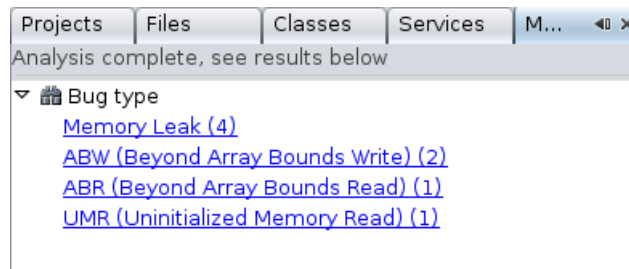 Projects Files Classes Services M...
Analysis complete, see results below
Bug type
Memory Leak (4)
ABW (Beyond Array Bounds Write) (2)
ABR (Beyond Array Bounds Read) (1)
UMR (Uninitialized Memory Read) (1)